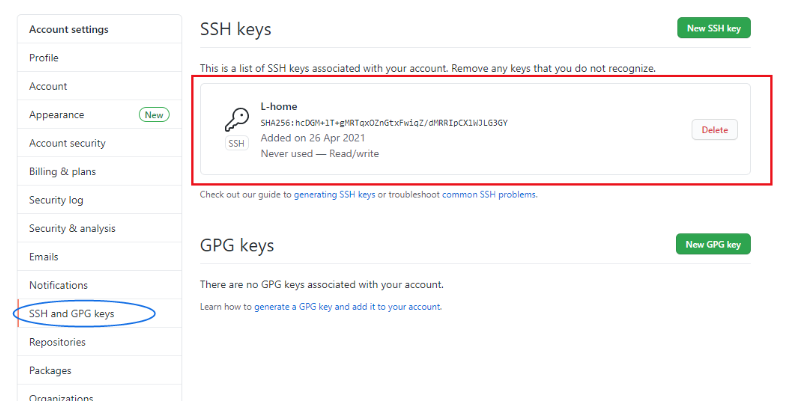 Account settings
Profile
Account
Appearance New
Account security
Billing & plans
Security log
Security & analysis
Emails
Notifications
SSH and GPG keys
Repositories
Packages
Organizations
SSH keys New SSH key
This is a list of SSH keys associated with your account. Remove any keys that you do not recognize.
L-home
SHA256:hcDGM+1T+gMRTqxOZnGtxFwiqZ/dMRRIpCX1WJLG3GY
SSH Added on 26 Apr 2021
Never used — Read/write
Delete
Check out our guide to generating SSH keys or troubleshoot common SSH problems.
GPG keys New GPG key
There are no GPG keys associated with your account.
Learn how to generate a GPG key and add it to your account.